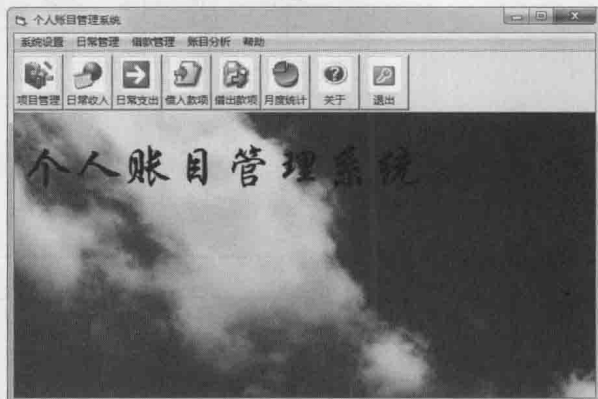 个人账目管理系统
系统设置 日常管理 借款管理 账目分析 帮助
项目管理 日常收入 日常支出 借入款项 借出款项 月度统计 关于 退出
个人账目管理系统